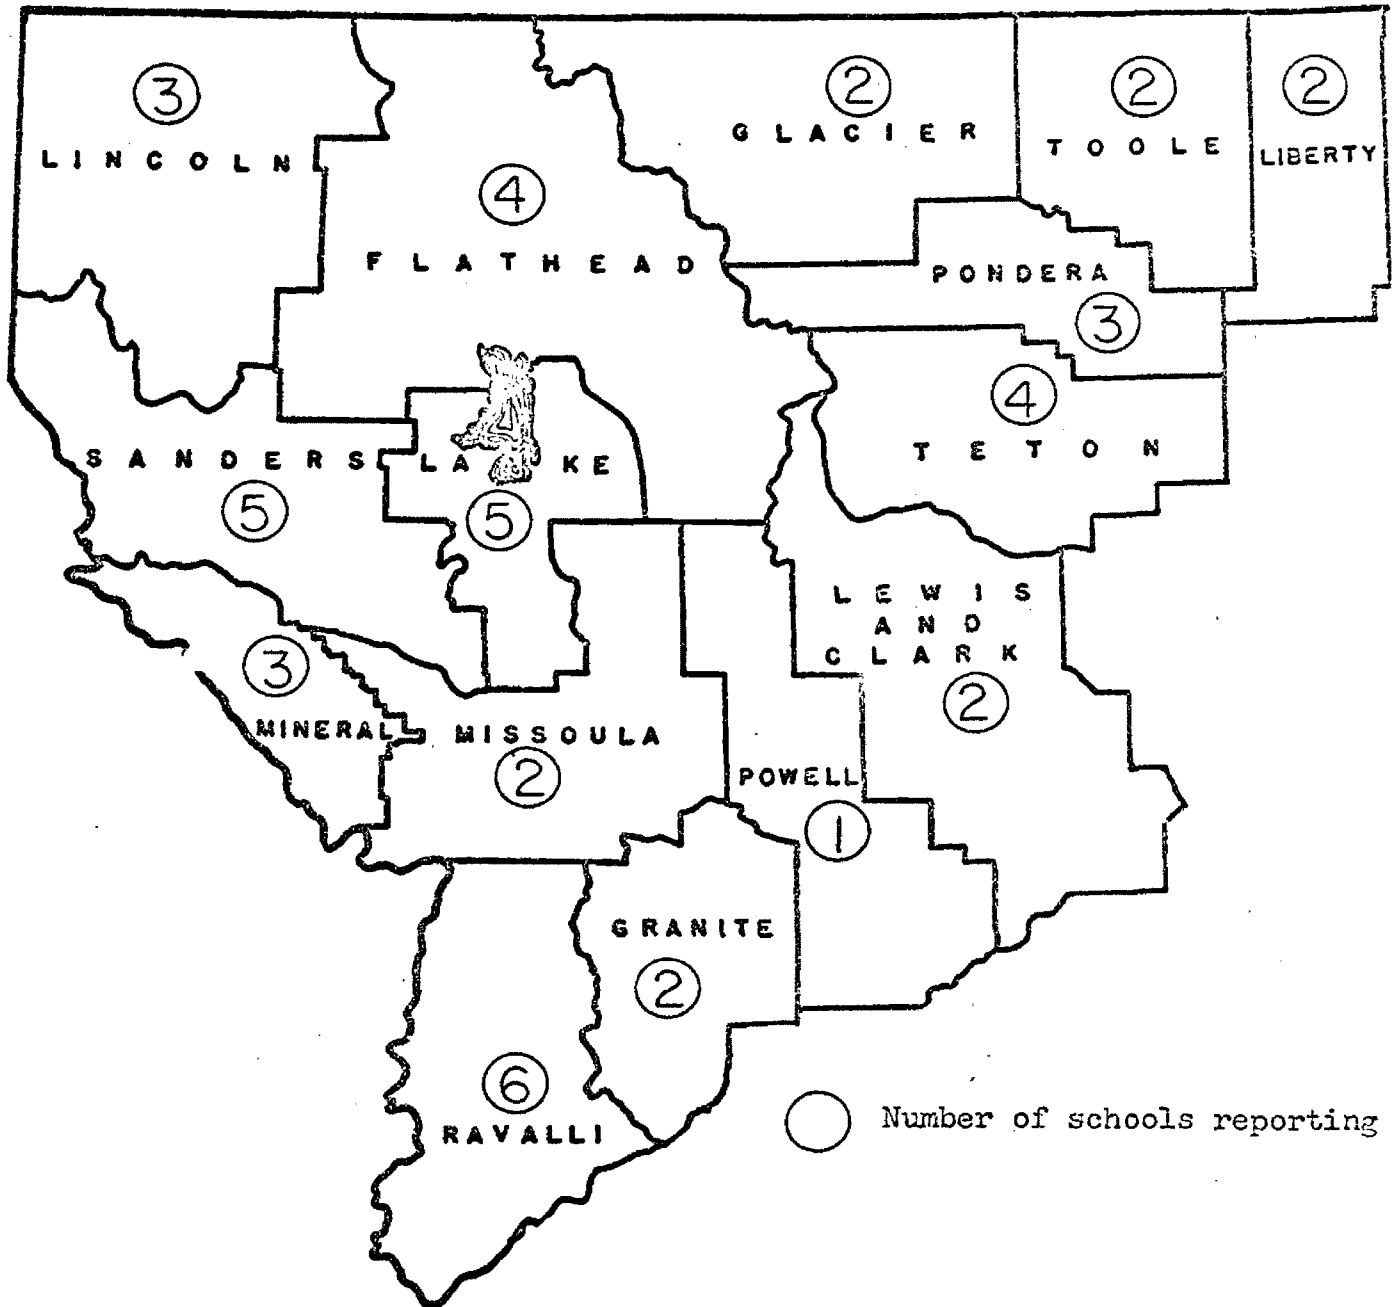 3
LINCOLN
4
FLATHEAD
2
GLACIER
2
TOOLE
2
LIBERTY
PONDERA
3
4
TETON
SANDERS
5
LAKE
5
LEWIS
AND
CLARK
2
3
MINERAL
MISSOULA
2
POWELL
1
GRANITE
2
6
RAVALLI
Number of schools reporting